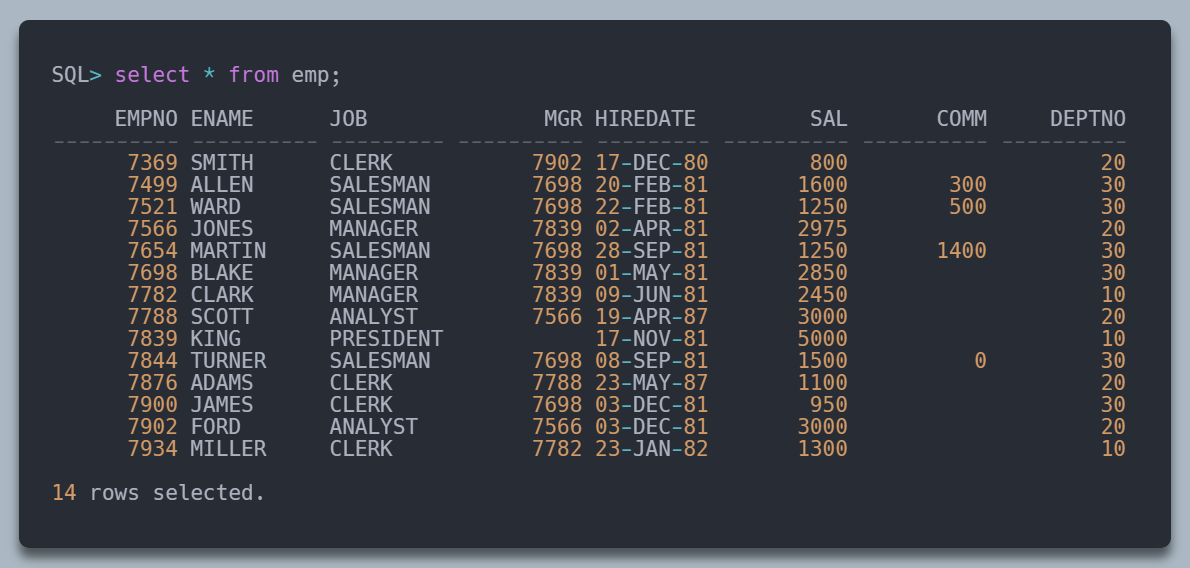 SQL> select * from emp;
     EMPNO ENAME      JOB              MGR HIREDATE         SAL       COMM     DEPTNO
---------- ---------- --------- ---------- --------- ---------- ---------- ----------
      7369 SMITH      CLERK           7902 17-DEC-80        800                    20
      7499 ALLEN      SALESMAN        7698 20-FEB-81       1600        300         30
      7521 WARD       SALESMAN        7698 22-FEB-81       1250        500         30
      7566 JONES      MANAGER         7839 02-APR-81       2975                    20
      7654 MARTIN     SALESMAN        7698 28-SEP-81       1250       1400         30
      7698 BLAKE      MANAGER         7839 01-MAY-81       2850                    30
      7782 CLARK      MANAGER         7839 09-JUN-81       2450                    10
      7788 SCOTT      ANALYST         7566 19-APR-87       3000                    20
      7839 KING       PRESIDENT            17-NOV-81       5000                    10
      7844 TURNER     SALESMAN        7698 08-SEP-81       1500          0         30
      7876 ADAMS      CLERK           7788 23-MAY-87       1100                    20
      7900 JAMES      CLERK           7698 03-DEC-81        950                    30
      7902 FORD       ANALYST         7566 03-DEC-81       3000                    20
      7934 MILLER     CLERK           7782 23-JAN-82       1300                    10
14 rows selected.